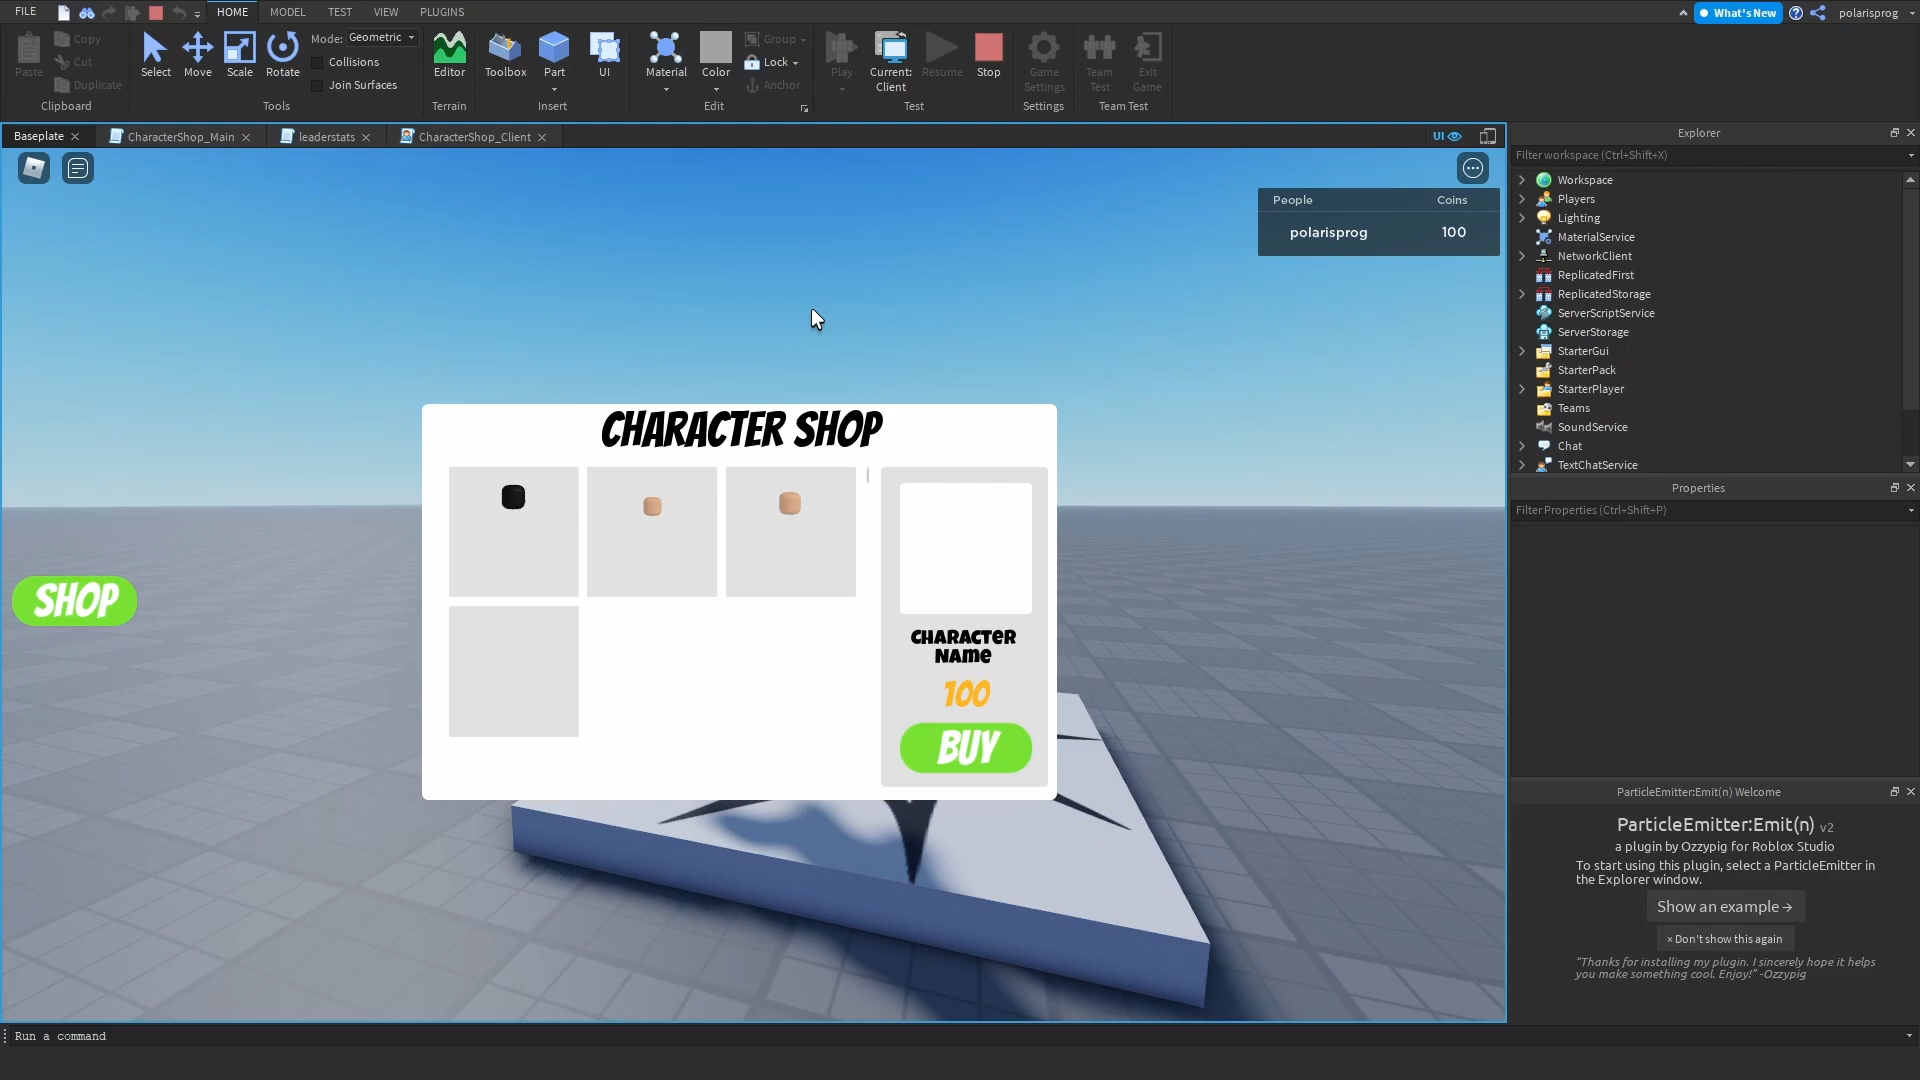 FILE
HOME
MODEL
TEST
VIEW
PLUGINS
What's New
polarisprog
Paste
Copy
Cut
Duplicate
Clipboard
Select
Move
Scale
Rotate
Mode:
Geometric
Collisions
Join Surfaces
Tools
Editor
Terrain
Toolbox
Part
UI
Insert
Material
Color
Group
Lock
Anchor
Edit
Play
Current:
Client
Resume
Stop
Test
Game
Settings
Settings
Team
Test
Exit
Game
Team Test
Baseplate
CharacterShop_Main
leaderstats
CharacterShop_Client
UI
People
Coins
polarisprog
100
CHARACTER SHOP
SHOP
CHARACTER
NAME
100
BUY
Explorer
Filter workspace (Ctrl+Shift+X)
Workspace
Players
Lighting
MaterialService
NetworkClient
ReplicatedFirst
ReplicatedStorage
ServerScriptService
ServerStorage
StarterGui
StarterPack
StarterPlayer
Teams
SoundService
Chat
TextChatService
Properties
Filter Properties (Ctrl+Shift+P)
ParticleEmitter:Emit(n) Welcome
ParticleEmitter:Emit(n) v2
a plugin by Ozzypig for Roblox Studio
To start using this plugin, select a ParticleEmitter in
the Explorer window.
Show an example →
× Don't show this again
“Thanks for installing my plugin. I sincerely hope it helps
you make something cool. Enjoy!” -Ozzypig
Run a command